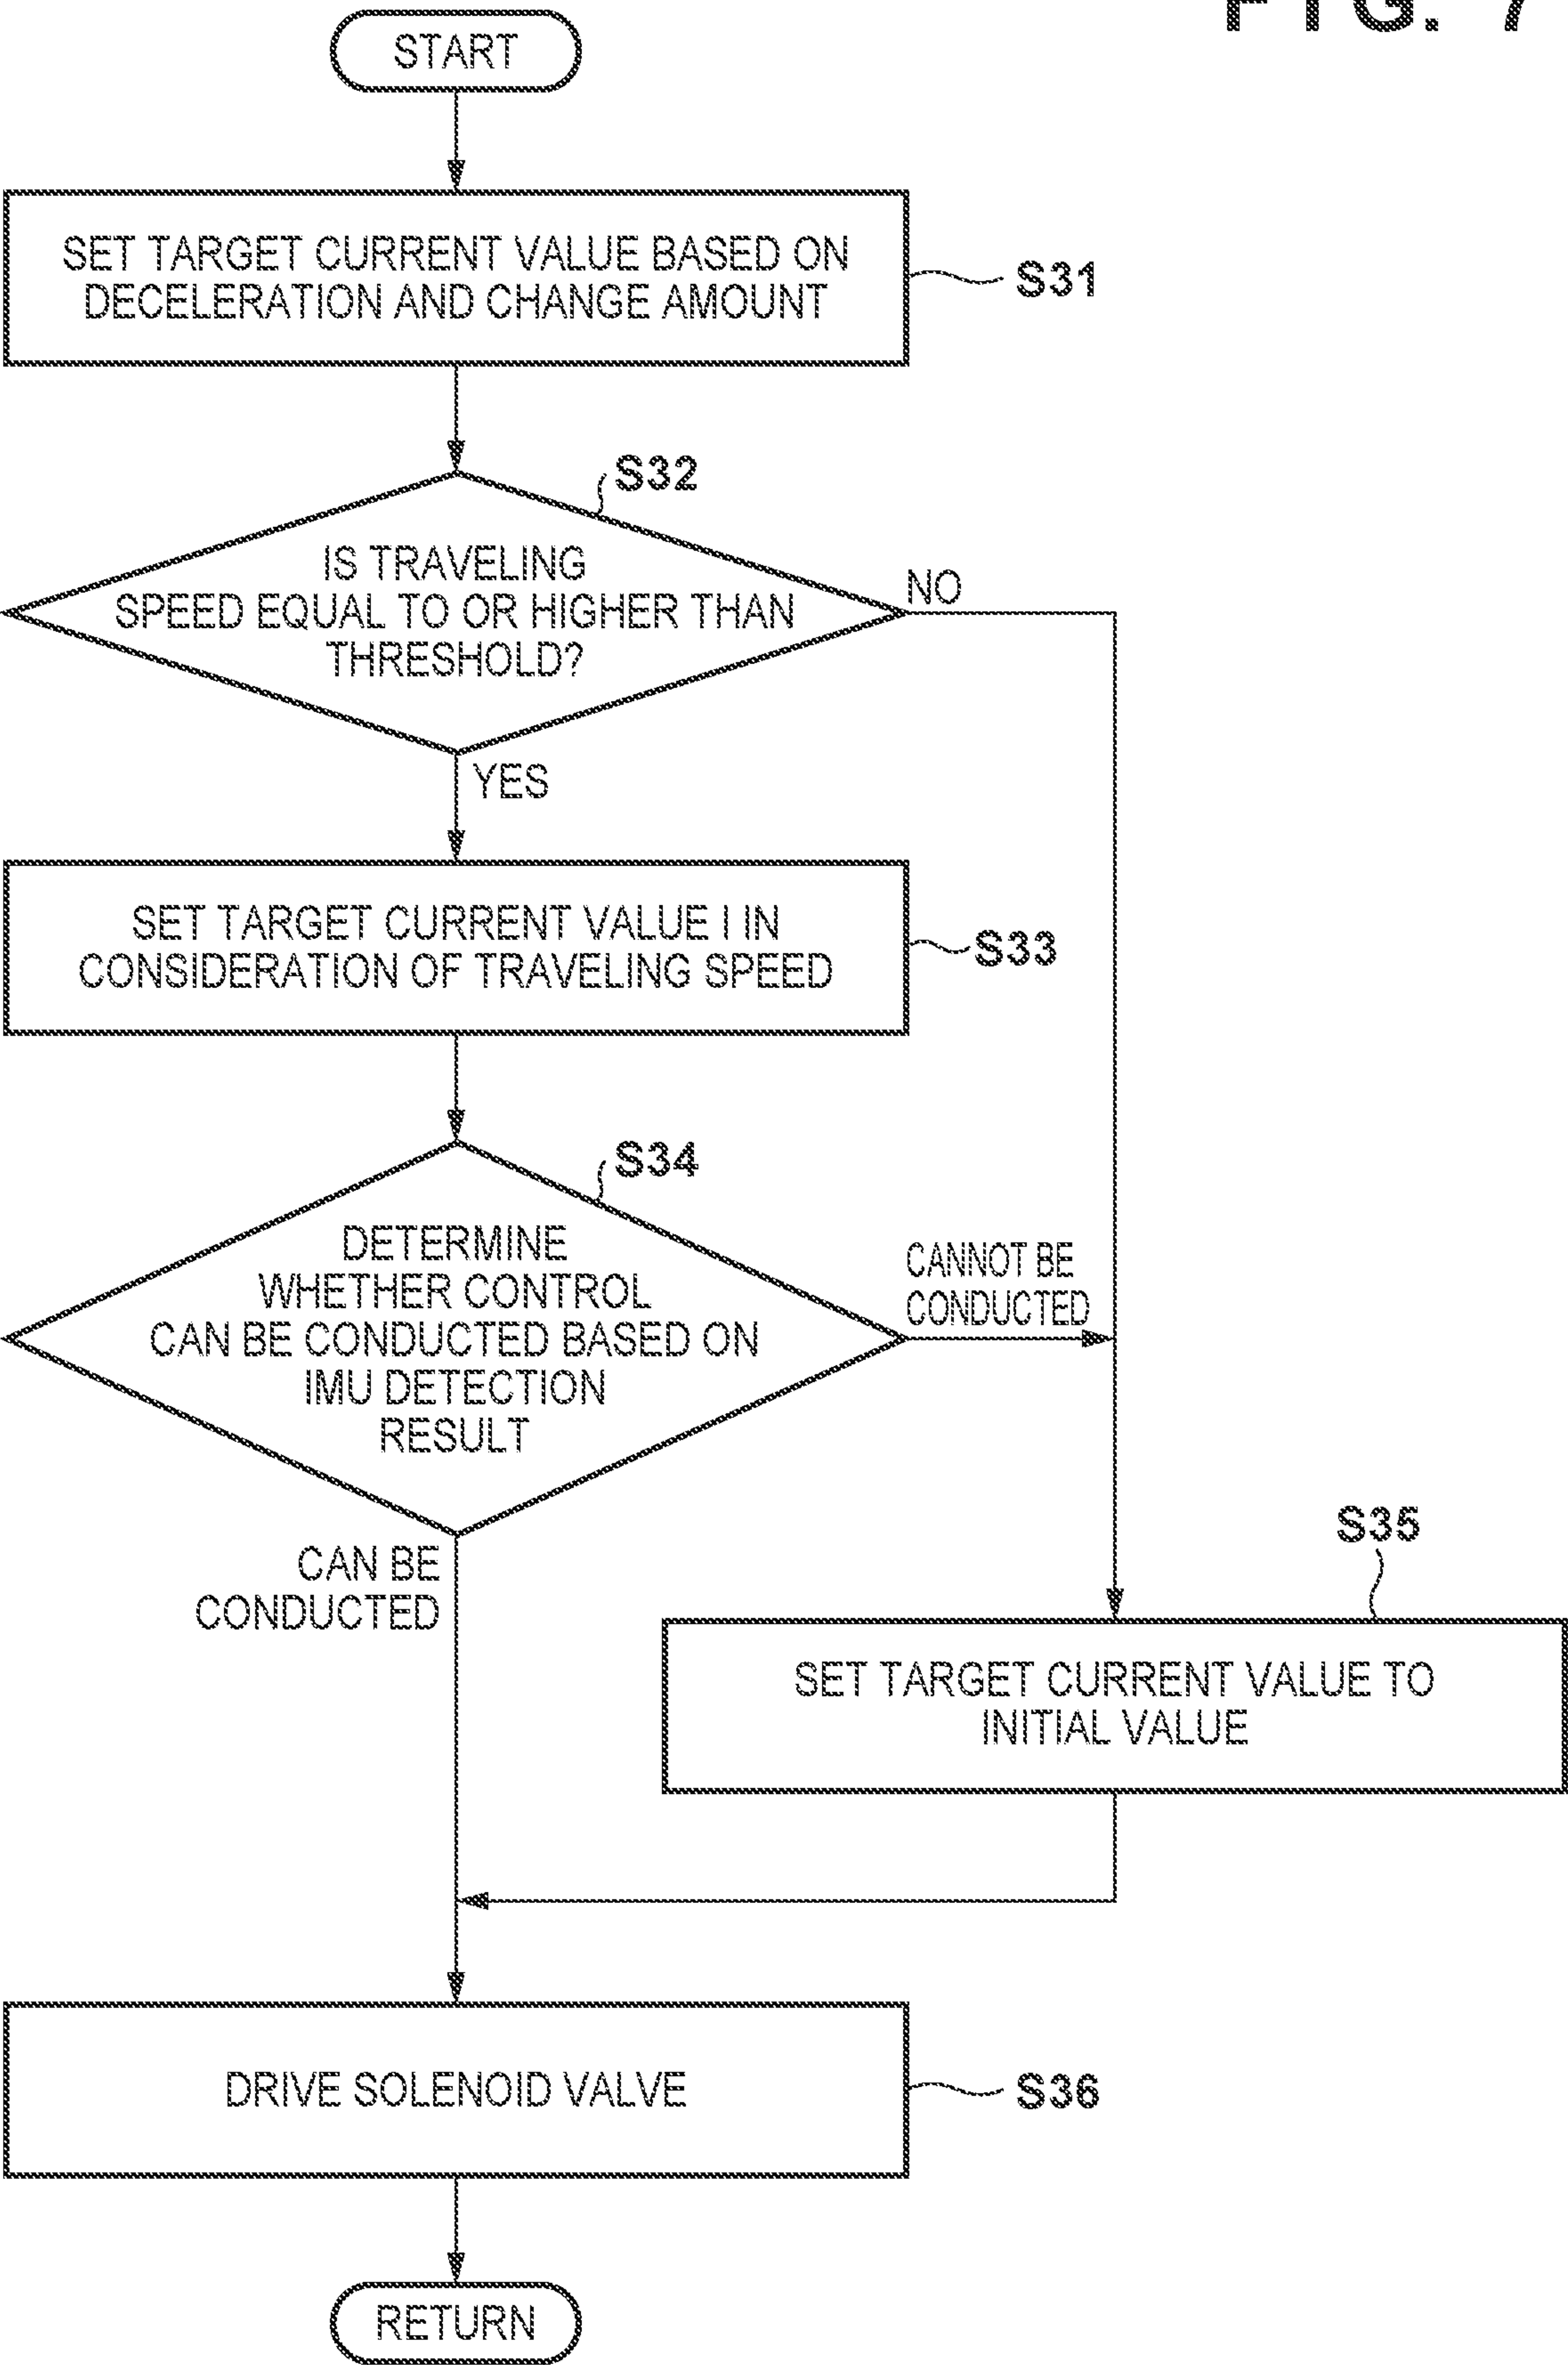 FIG. 7
START
SET TARGET CURRENT VALUE BASED ON
DECELERATION AND CHANGE AMOUNT
S31
S32
IS TRAVELING
SPEED EQUAL TO OR HIGHER THAN
THRESHOLD?
NO
YES
SET TARGET CURRENT VALUE I IN
CONSIDERATION OF TRAVELING SPEED
S33
S34
DETERMINE
WHETHER CONTROL
CAN BE CONDUCTED BASED ON
IMU DETECTION
RESULT
CANNOT BE
CONDUCTED
CAN BE
CONDUCTED
S35
SET TARGET CURRENT VALUE TO
INITIAL VALUE
DRIVE SOLENOID VALVE
S36
RETURN